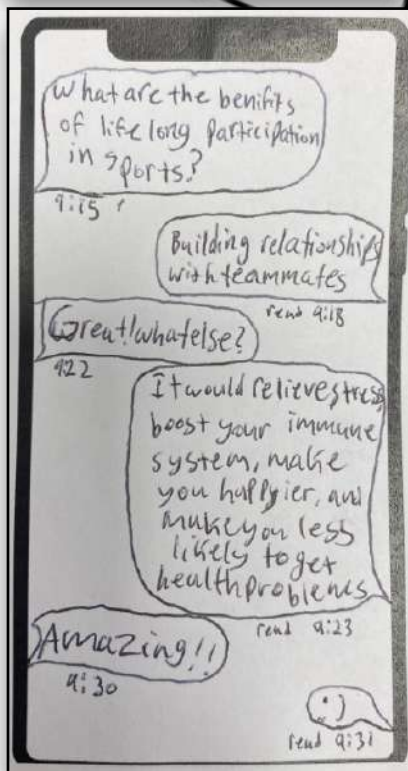 what are the benifits
of life long participation
in sports?
9:15
Building relationships
with teammates
read 9:18
Great! what else?
9:22
It would relieve stress,
boost your immune
system, make
you happier, and
make you less
likely to get
health problems
read 9:23
Amazing!!
9:30
:)
read 9:31